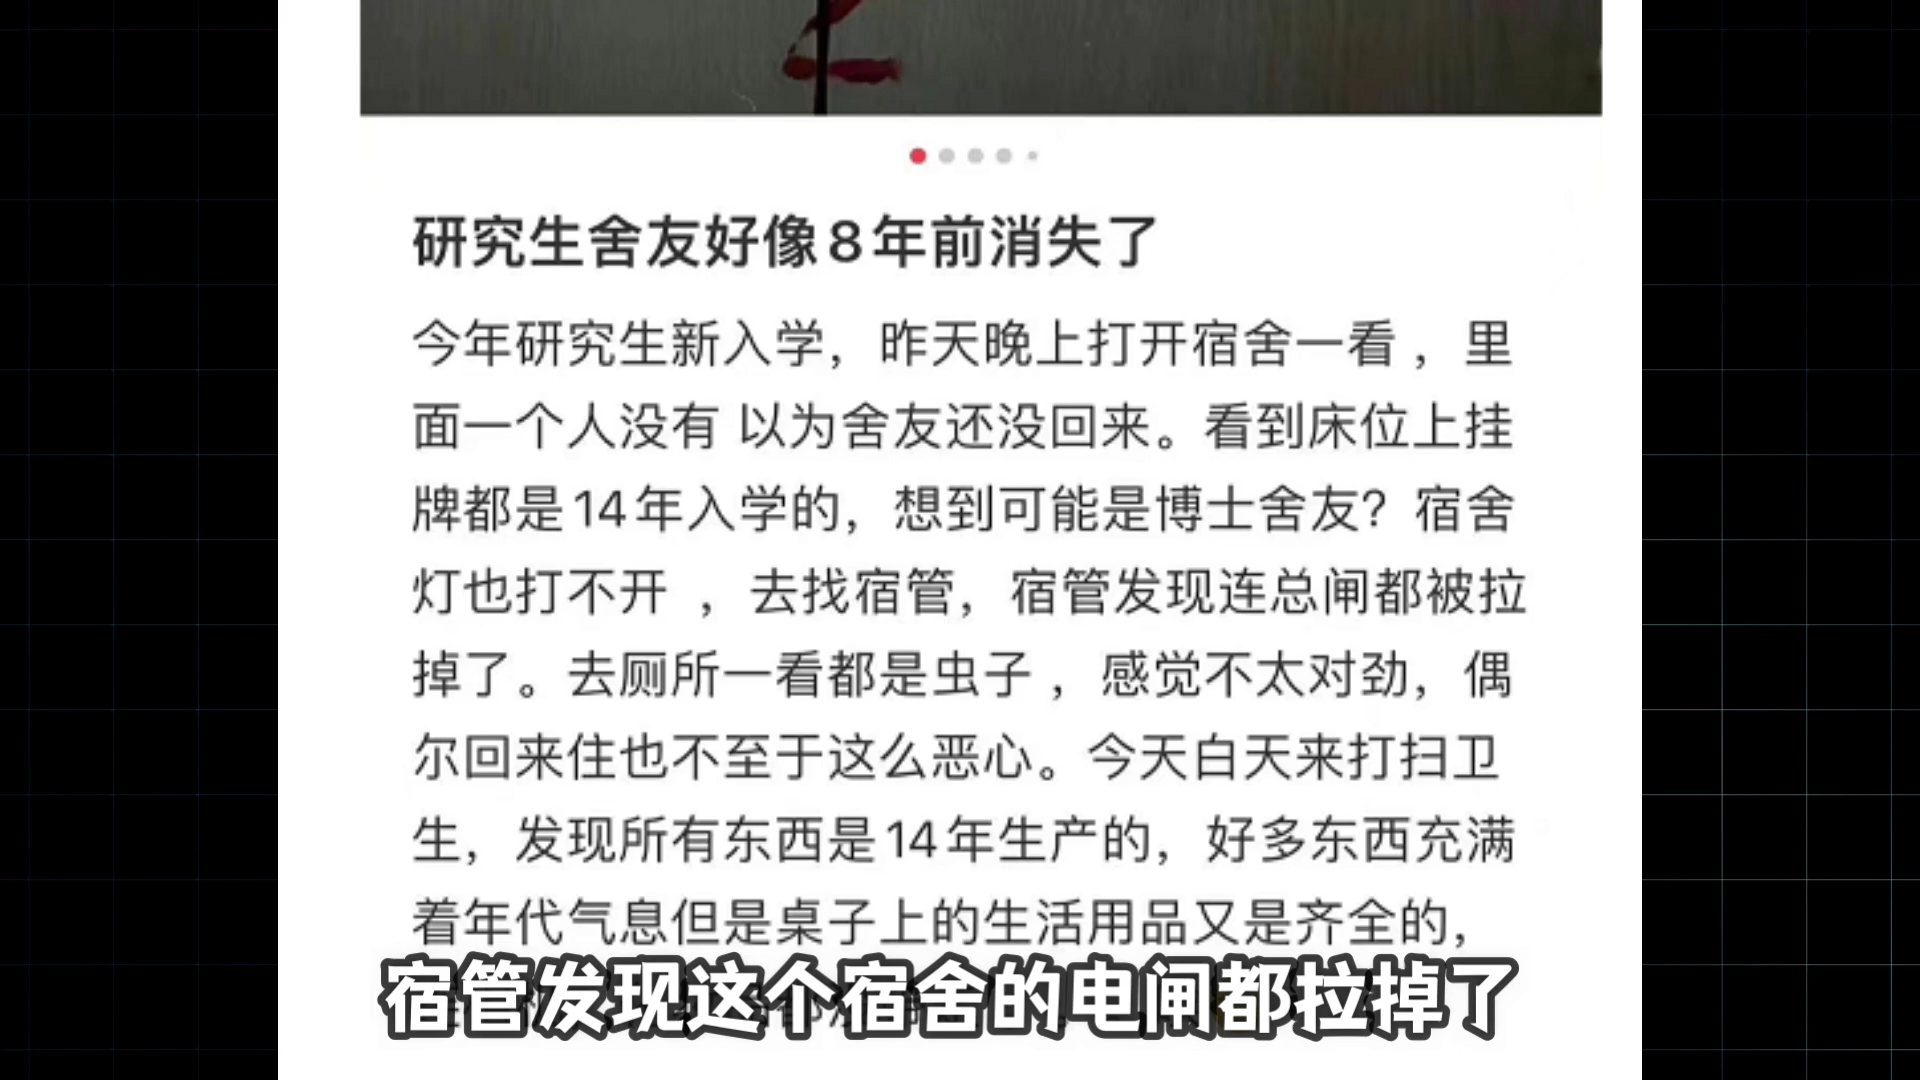 研究生舍友好像8年前消失了
今年研究生新入学，昨天晚上打开宿舍一看，里
面一个人没有 以为舍友还没回来。看到床位上挂
牌都是14年入学的，想到可能是博士舍友？宿舍
灯也打不开 ，去找宿管，宿管发现连总闸都被拉
掉了。去厕所一看都是虫子，感觉不太对劲，偶
尔回来住也不至于这么恶心。今天白天来打扫卫
生，发现所有东西是14年生产的，好多东西充满
着年代气息但是桌子上的生活用品又是齐全的，
宿管发现这个宿舍的电闸都拉掉了